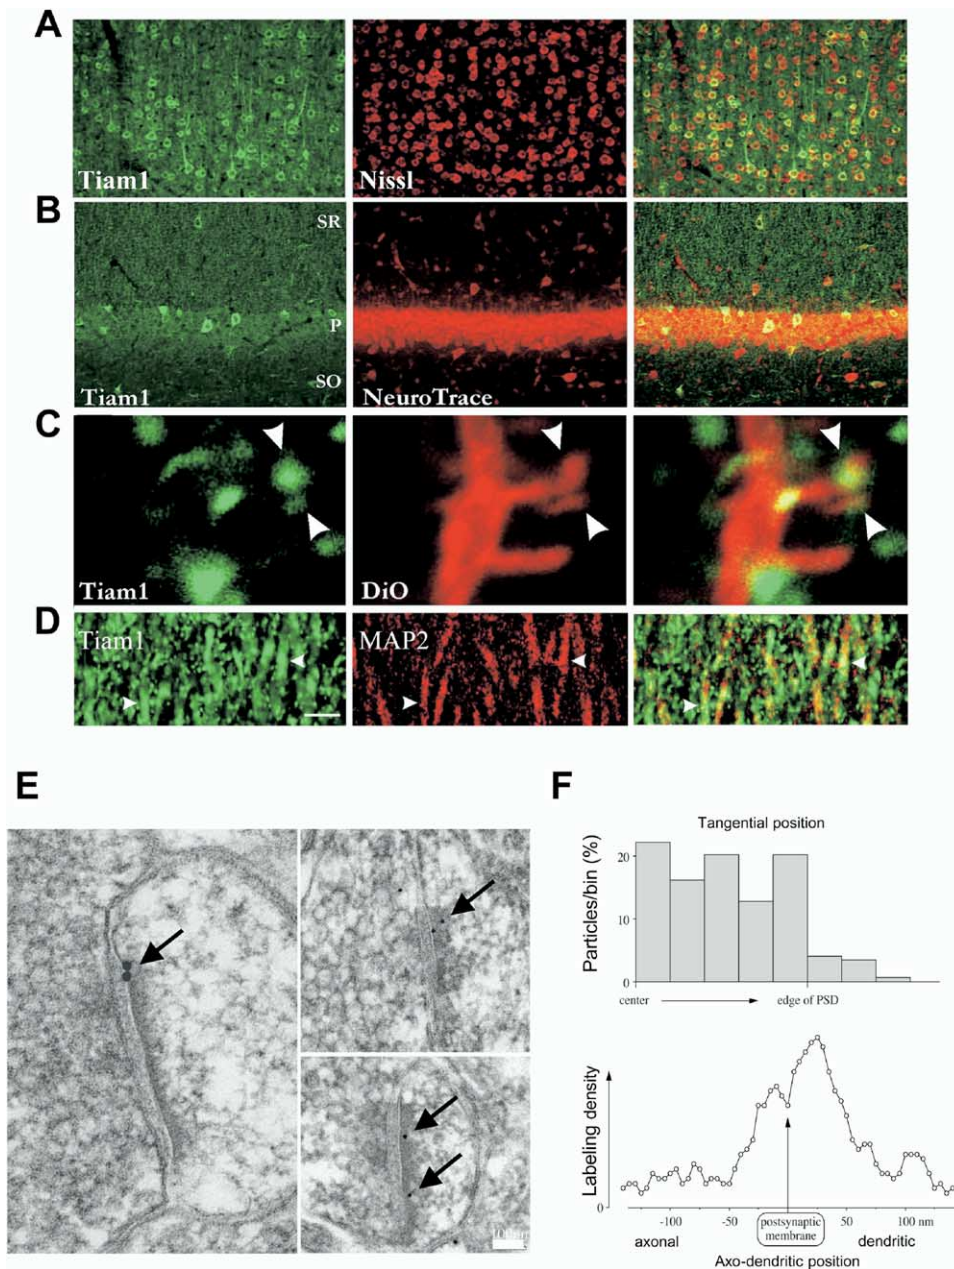 A
Tiam1
Nissl
B
SR
P
SO
Tiam1
NeuroTrace
C
Tiam1
DiO
D
Tiam1
MAP2
E
F
Tangential position
Particles/bin (%)
20
10
0
center
edge of PSD
Labeling density
0
-100
-50
postsynaptic
membrane
50
100 nm
axonal
dendritic
Axo-dendritic position